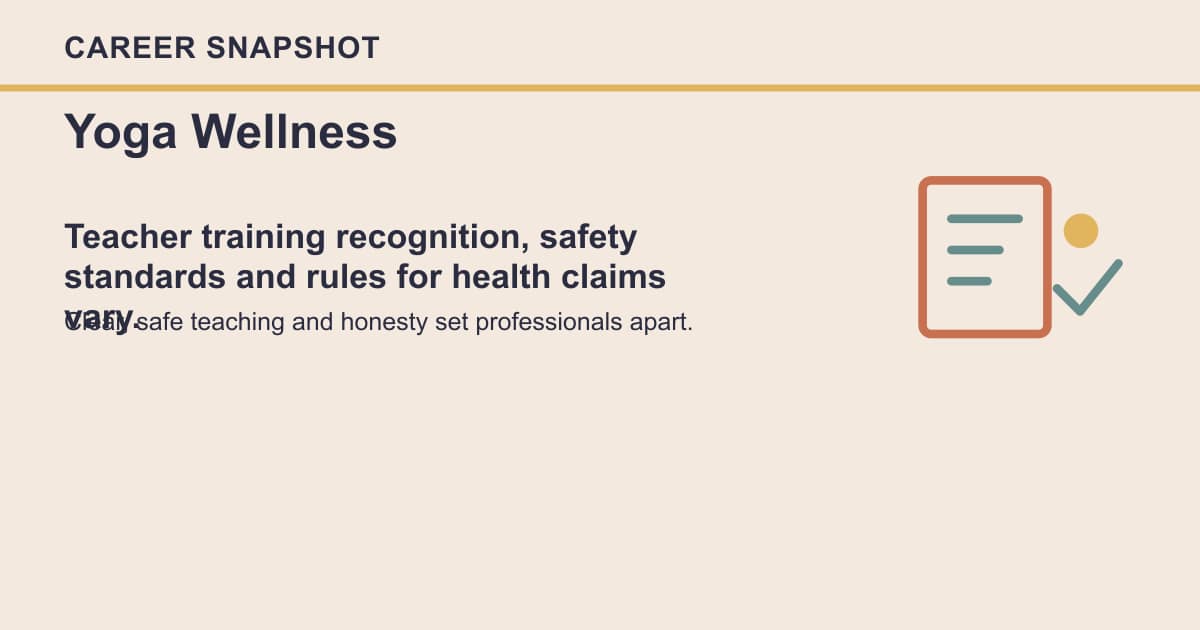 CAREER SNAPSHOT
Yoga Wellness
Teacher training recognition, safety
standards and rules for health claims
vary.
Clear, safe teaching and honesty set professionals apart.